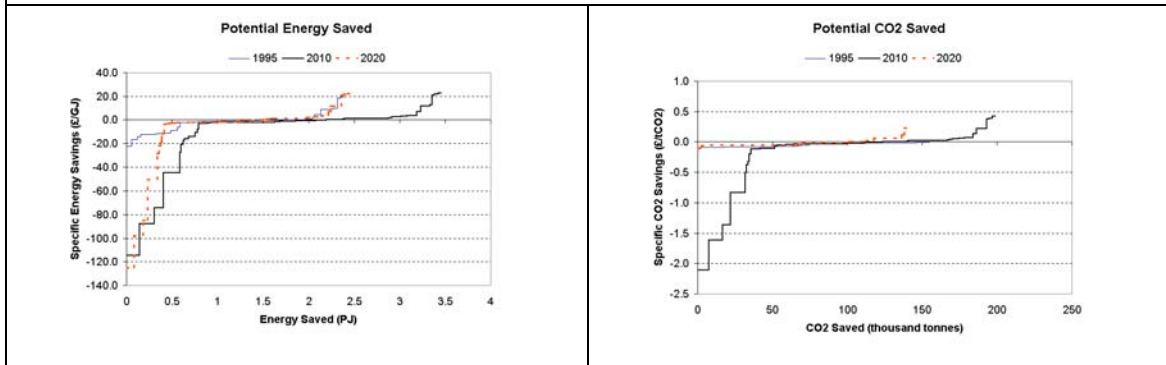 Potential Energy Saved
1995 2010 2020
Specific Energy Savings (£/GJ)
40.0
20.0
0.0
-20.0
-40.0
-60.0
-80.0
-100.0
-120.0
-140.0
0 0.5 1 1.5 2 2.5 3 3.5 4
Energy Saved (PJ)
Potential CO2 Saved
1995 2010 2020
Specific CO2 Savings (£/tCO2)
1.0
0.5
0.0
-0.5
-1.0
-1.5
-2.0
-2.5
0 50 100 150 200 250
CO2 Saved (thousand tonnes)